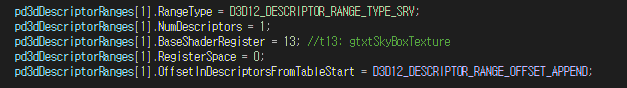 pd3dDescriptorRanges[1].RangeType = D3D12_DESCRIPTOR_RANGE_TYPE_SRV;
pd3dDescriptorRanges[1].NumDescriptors = 1;
pd3dDescriptorRanges[1].BaseShaderRegister = 13; //t13: gtxtSkyBoxTexture
pd3dDescriptorRanges[1].RegisterSpace = 0;
pd3dDescriptorRanges[1].OffsetInDescriptorsFromTableStart = D3D12_DESCRIPTOR_RANGE_OFFSET_APPEND;